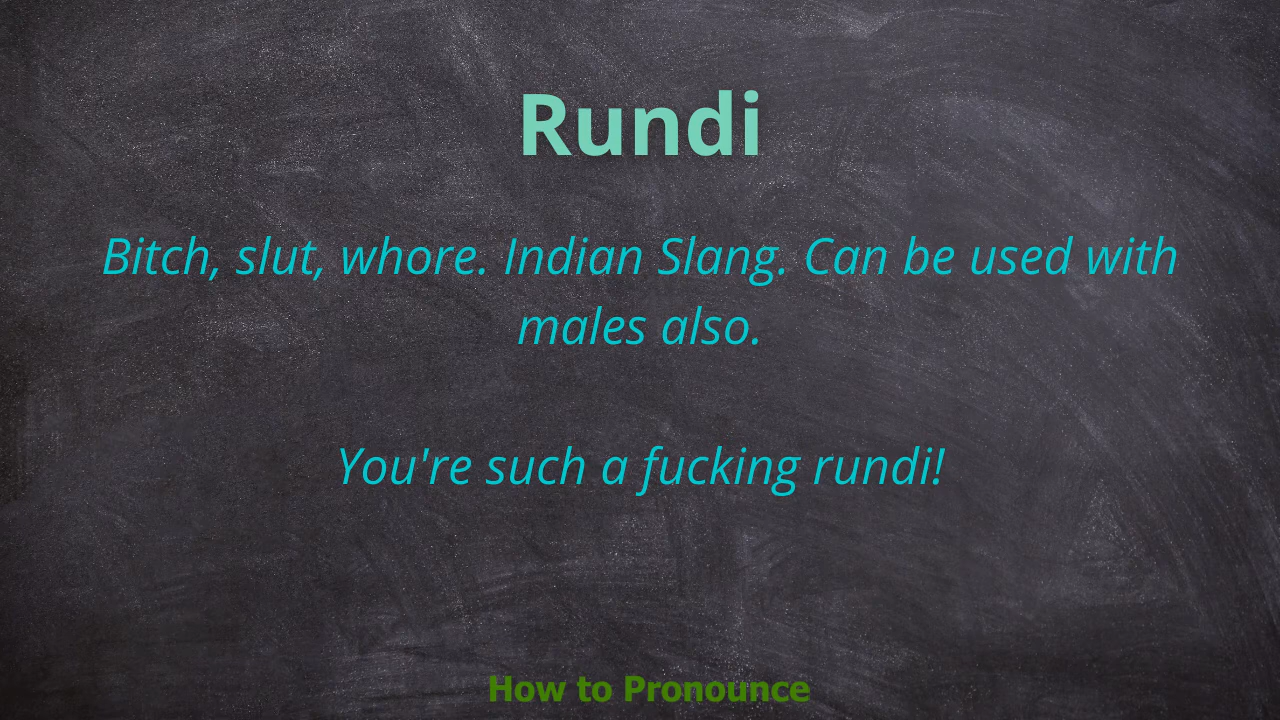 Rundi
Bitch, slut, whore. Indian Slang. Can be used with
males also.
You're such a fucking rundi!
How to Pronounce